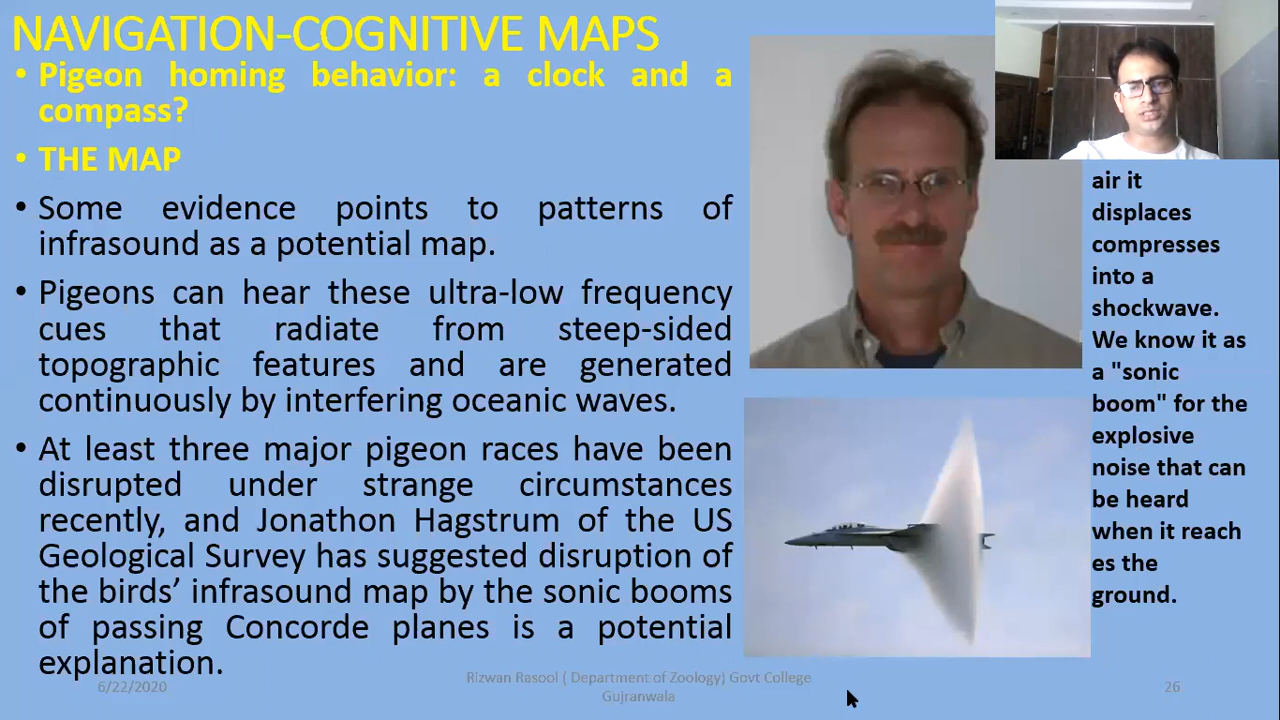 NAVIGATION-COGNITIVE MAPS
• Pigeon homing behavior: a clock and a
compass?
• THE MAP
• Some evidence points to patterns of
infrasound as a potential map.
• Pigeons can hear these ultra-low frequency
cues that radiate from steep-sided
topographic features and are generated
continuously by interfering oceanic waves.
• At least three major pigeon races have been
disrupted under strange circumstances
recently, and Jonathon Hagstrum of the US
Geological Survey has suggested disruption of
the birds’ infrasound map by the sonic booms
of passing Concorde planes is a potential
explanation.
air it
displaces
compresses
into a
shockwave.
We know it as
a "sonic
boom" for the
explosive
noise that can
be heard
when it reach
es the
ground.
6/22/2020
Rizwan Rasool ( Department of Zoology) Govt College
Gujranwala
26